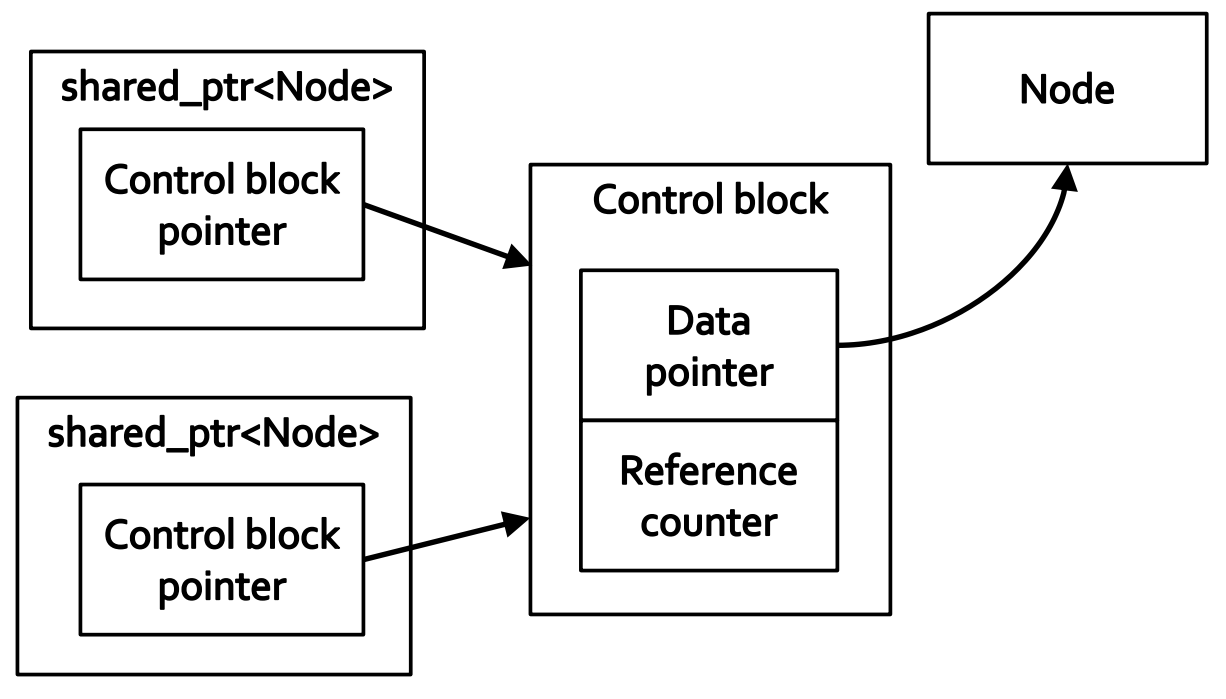 shared_ptr<Node>
Control block
pointer
shared_ptr<Node>
Control block
pointer
Control block
Data
pointer
Reference
counter
Node